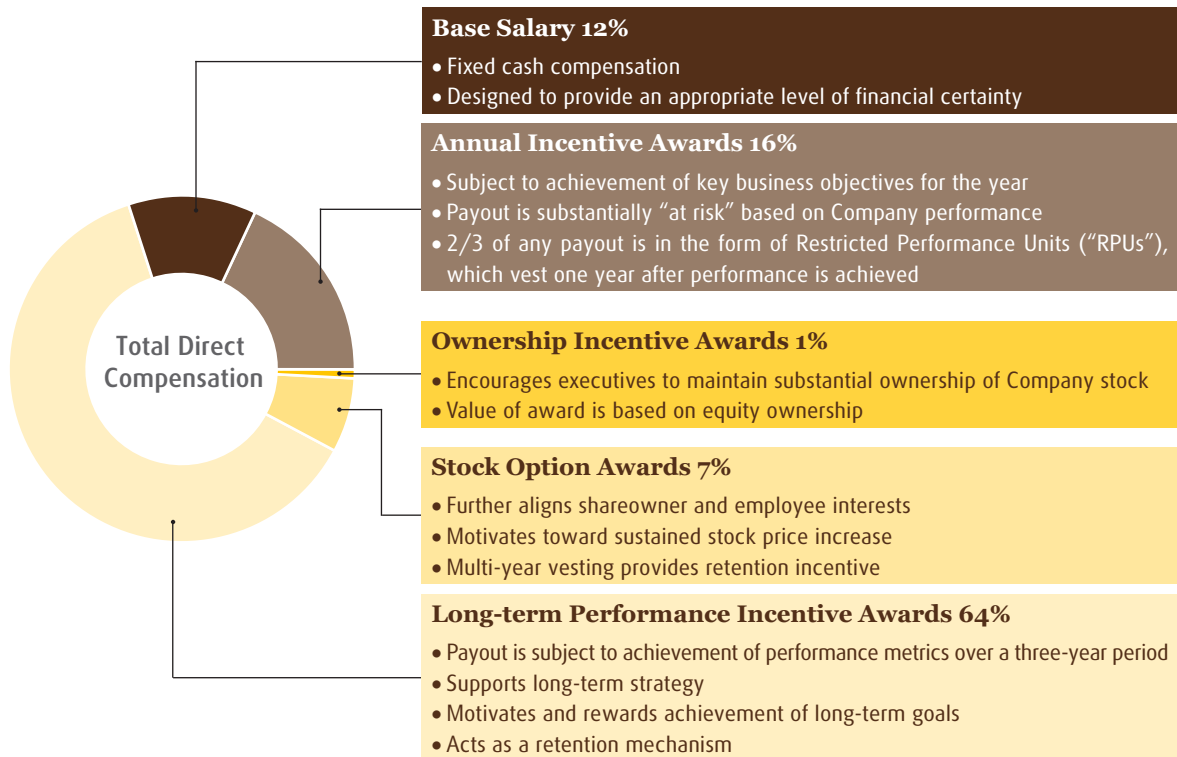 Base Salary 12%
• Fixed cash compensation
• Designed to provide an appropriate level of financial certainty
Annual Incentive Awards 16%
• Subject to achievement of key business objectives for the year
• Payout is substantially “at risk” based on Company performance
• 2/3 of any payout is in the form of Restricted Performance Units (“RPUs”),
which vest one year after performance is achieved
Total Direct
Compensation
Ownership Incentive Awards 1%
• Encourages executives to maintain substantial ownership of Company stock
• Value of award is based on equity ownership
Stock Option Awards 7%
• Further aligns shareowner and employee interests
• Motivates toward sustained stock price increase
• Multi-year vesting provides retention incentive
Long-term Performance Incentive Awards 64%
• Payout is subject to achievement of performance metrics over a three-year period
• Supports long-term strategy
• Motivates and rewards achievement of long-term goals
• Acts as a retention mechanism